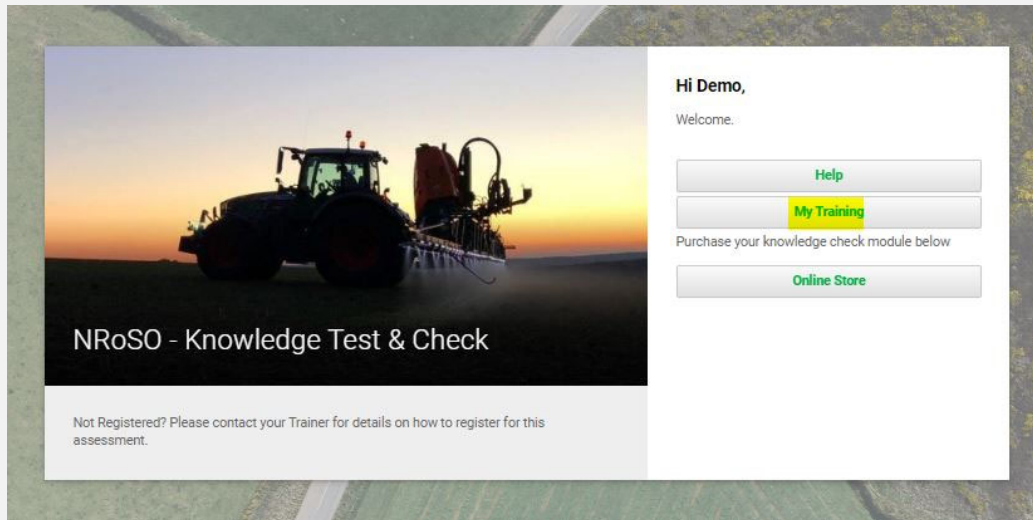 NRoSO - Knowledge Test & Check
Not Registered? Please contact your Trainer for details on how to register for this
assessment.
Hi Demo,
Welcome.
Help
My Training
Purchase your knowledge check module below
Online Store